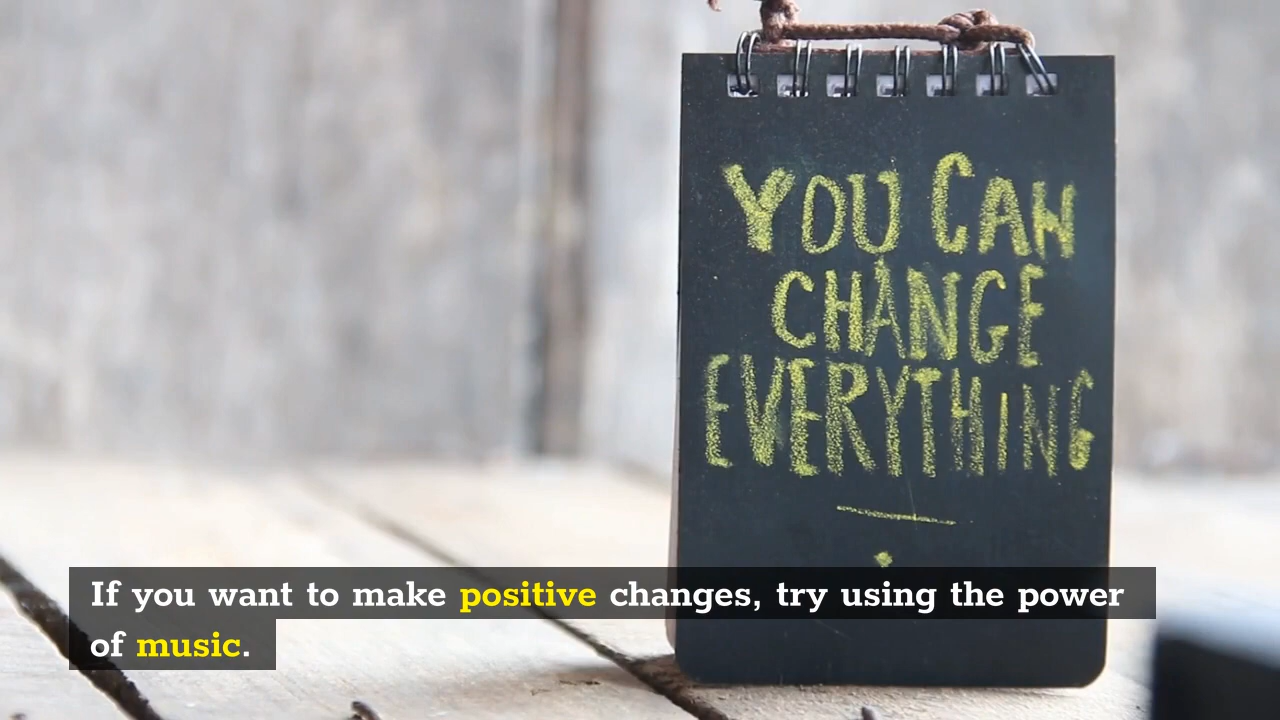 YOU CAN
CHANGE
EVERYTHING
If you want to make positive changes, try using the power
of music.